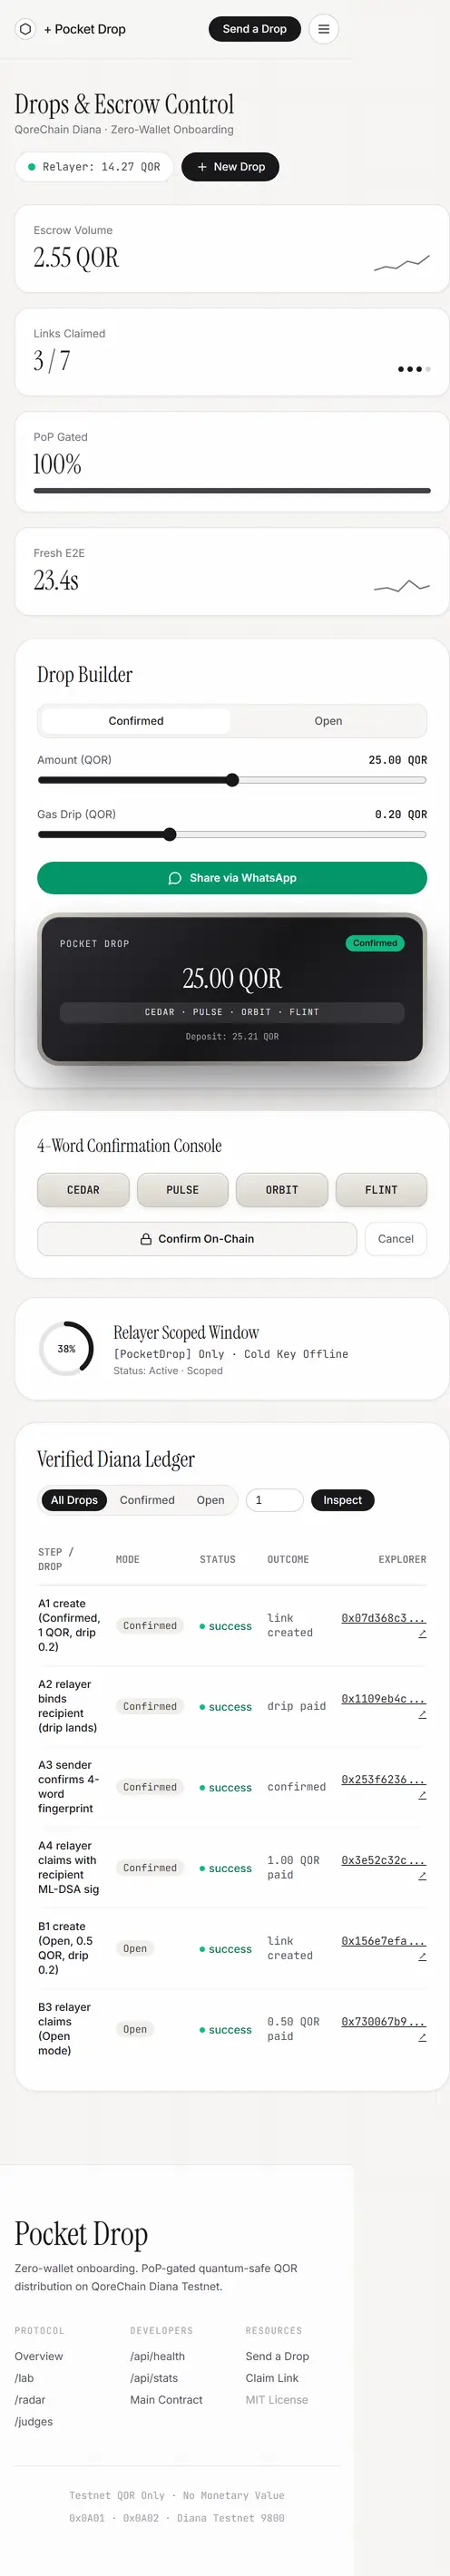 + Pocket Drop
Send a Drop
Drops & Escrow Control
QoreChain Diana · Zero-Wallet Onboarding
Relayer: 14.27 QOR
+ New Drop
Escrow Volume
2.55 QOR
Links Claimed
3 / 7
PoP Gated
100%
Fresh E2E
23.4s
Drop Builder
Confirmed
Open
Amount (QOR)
25.00 QOR
Gas Drip (QOR)
0.20 QOR
Share via WhatsApp
POCKET DROP
Confirmed
25.00 QOR
CEDAR · PULSE · ORBIT · FLINT
Deposit: 25.21 QOR
4-Word Confirmation Console
CEDAR
PULSE
ORBIT
FLINT
Confirm On-Chain
Cancel
38%
Relayer Scoped Window
[PocketDrop] Only · Cold Key Offline
Status: Active · Scoped
Verified Diana Ledger
All Drops
Confirmed
Open
1
Inspect
STEP /
DROP
MODE
STATUS
OUTCOME
EXPLORER
A1 create
(Confirmed,
1 QOR, drip
0.2)
Confirmed
success
link
created
0x07d368c3...
↗
A2 relayer
binds
recipient
(drip lands)
Confirmed
success
drip paid
0x1109eb4c...
↗
A3 sender
confirms 4-
word
fingerprint
Confirmed
success
confirmed
0x253f6236...
↗
A4 relayer
claims with
recipient
ML-DSA sig
Confirmed
success
1.00 QOR
paid
0x3e52c32c...
↗
B1 create
(Open, 0.5
QOR, drip
0.2)
Open
success
link
created
0x156e7efa...
↗
B3 relayer
claims
(Open
mode)
Open
success
0.50 QOR
paid
0x730067b9...
↗
Pocket Drop
Zero-wallet onboarding. PoP-gated quantum-safe QOR
distribution on QoreChain Diana Testnet.
PROTOCOL
Overview
/lab
/radar
/judges
DEVELOPERS
/api/health
/api/stats
Main Contract
RESOURCES
Send a Drop
Claim Link
MIT License
Testnet QOR Only · No Monetary Value
0x0A01 · 0x0A02 · Diana Testnet 9800